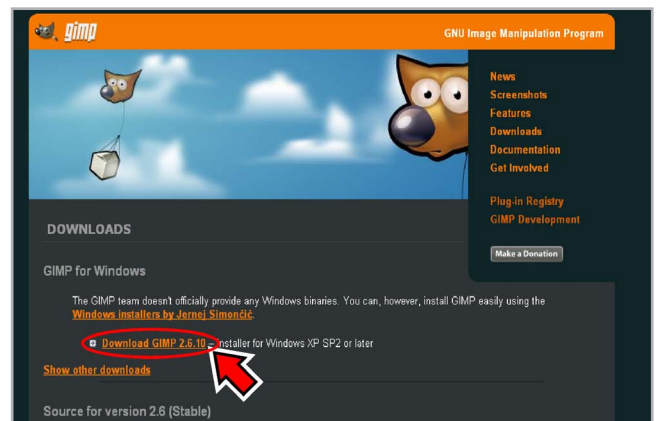 gimp
GNU Image Manipulation Program
News
Screenshots
Features
Downloads
Documentation
Get Involved
Plug-in Registry
GIMP Development
Make a Donation
DOWNLOADS
GIMP for Windows
The GIMP team doesn't officially provide any Windows binaries. You can, however, install GIMP easily using the
Windows installers by Jernej Simončič.
Download GIMP 2.6.10 – Installer for Windows XP SP2 or later
Show other downloads
Source for version 2.6 (Stable)